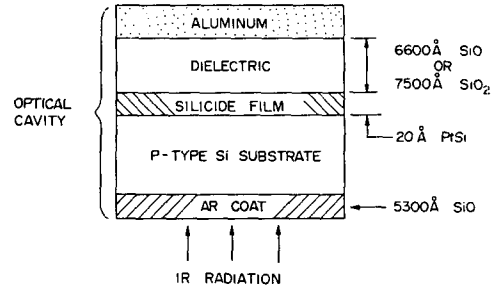 ALUMINUM
DIELECTRIC
SILICIDE FILM
P-TYPE Si SUBSTRATE
AR COAT
OPTICAL
CAVITY
6600Å SiO
OR
7500Å SiO₂
20Å PtSi
5300Å SiO
IR RADIATION